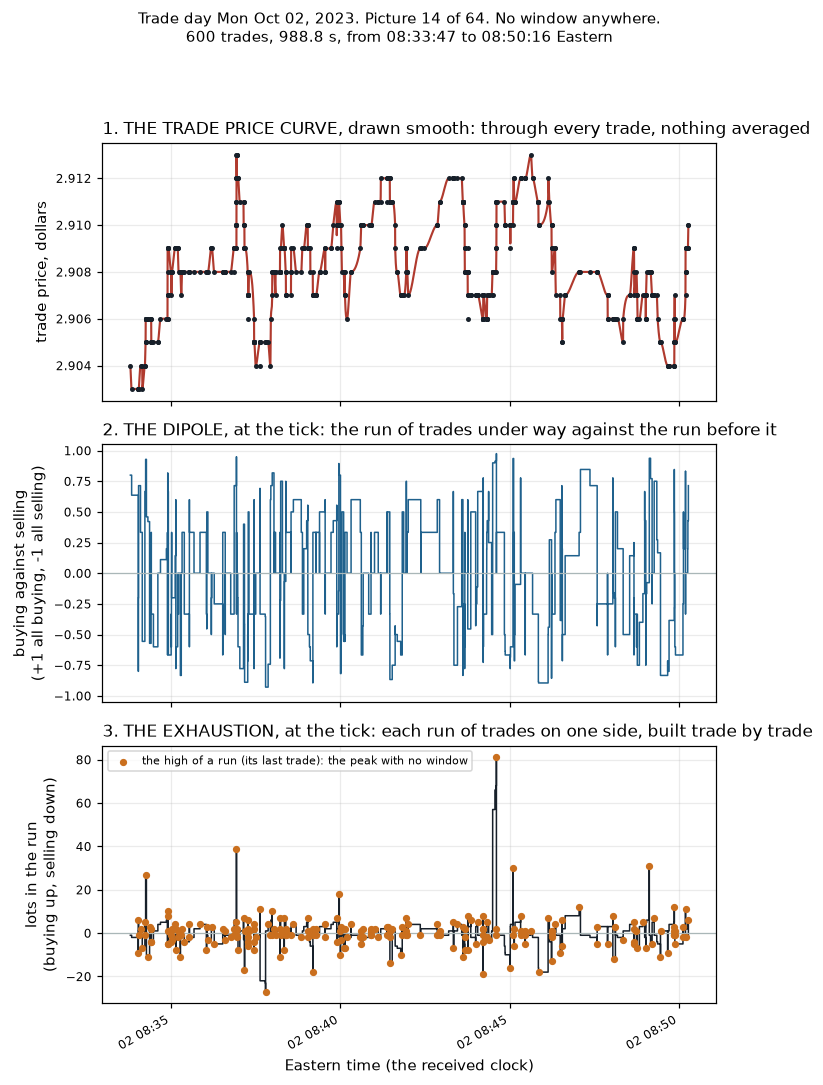 Trade day Mon Oct 02, 2023. Picture 14 of 64. No window anywhere.
600 trades, 988.8 s, from 08:33:47 to 08:50:16 Eastern
1. THE TRADE PRICE CURVE, drawn smooth: through every trade, nothing averaged
trade price, dollars
2.912
2.910
2.908
2.906
2.904
2. THE DIPOLE, at the tick: the run of trades under way against the run before it
buying against selling
(+1 all buying, -1 all selling)
1.00
0.75
0.50
0.25
0.00
−0.25
−0.50
−0.75
−1.00
3. THE EXHAUSTION, at the tick: each run of trades on one side, built trade by trade
the high of a run (its last trade): the peak with no window
lots in the run
(buying up, selling down)
80
60
40
20
0
−20
02 08:35
02 08:40
02 08:45
02 08:50
Eastern time (the received clock)